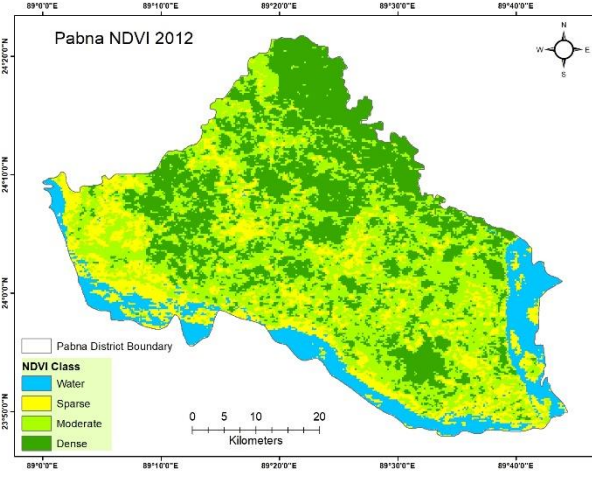 89°0'0"E 89°10'0"E 89°20'0"E 89°30'0"E 89°40'0"E
Pabna NDVI 2012
N
W E
S
24°20'0"N
24°10'0"N
24°0'0"N
23°50'0"N
Pabna District Boundary
NDVI Class
Water
Sparse
Moderate
Dense
0 5 10 20
Kilometers
89°0'0"E 89°10'0"E 89°20'0"E 89°30'0"E 89°40'0"E